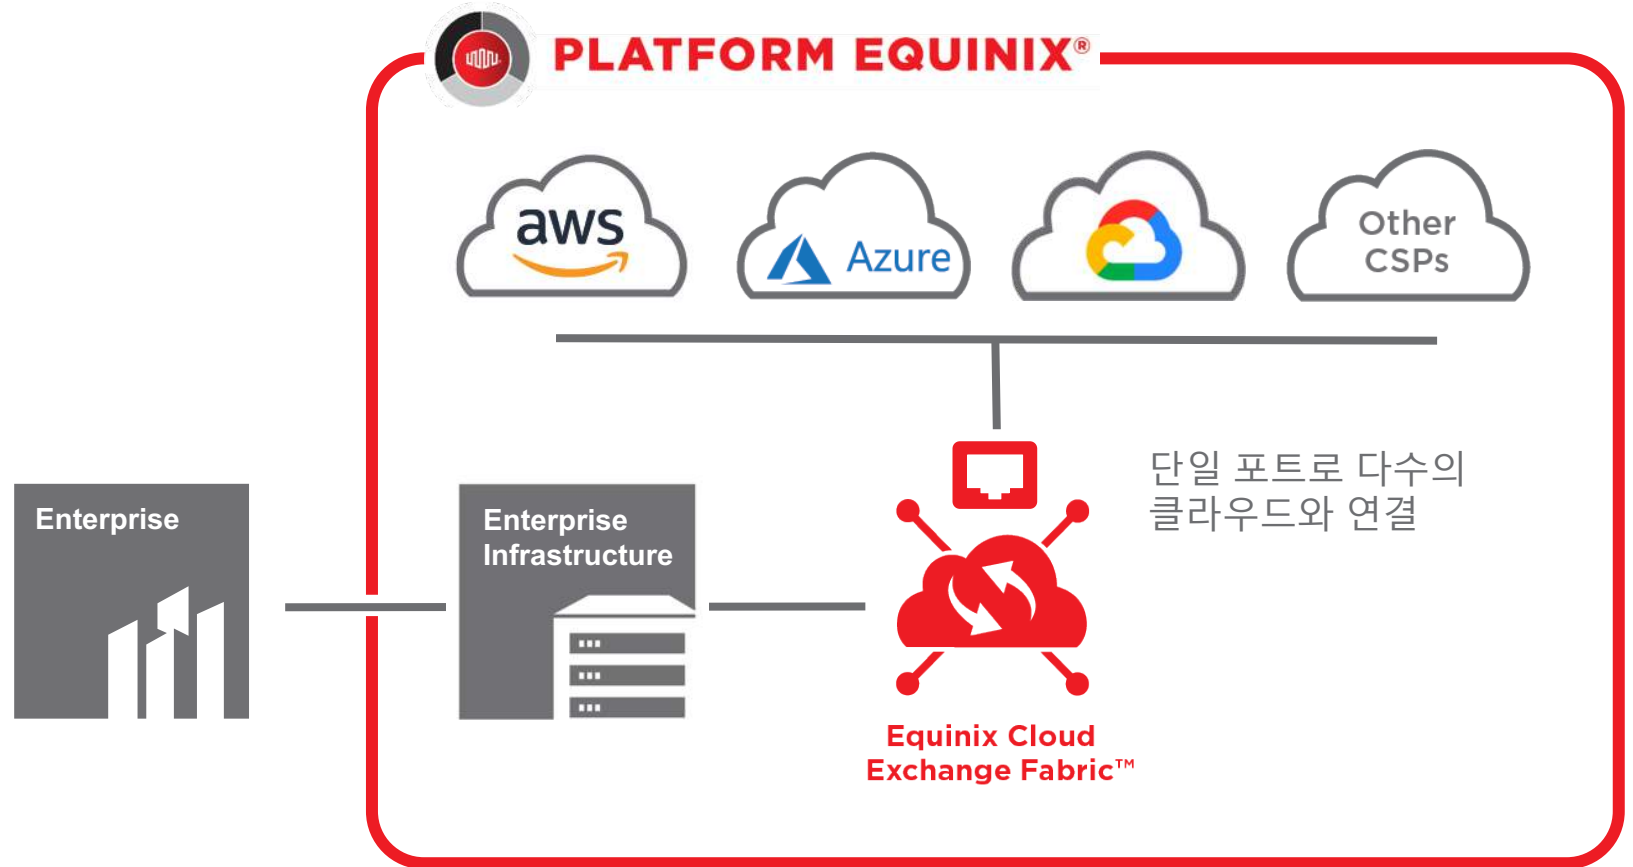 PLATFORM EQUINIX®
aws
Azure
Other
CSPs
단일 포트로 다수의
클라우드와 연결
Enterprise
Enterprise
Infrastructure
Equinix Cloud
Exchange Fabric™